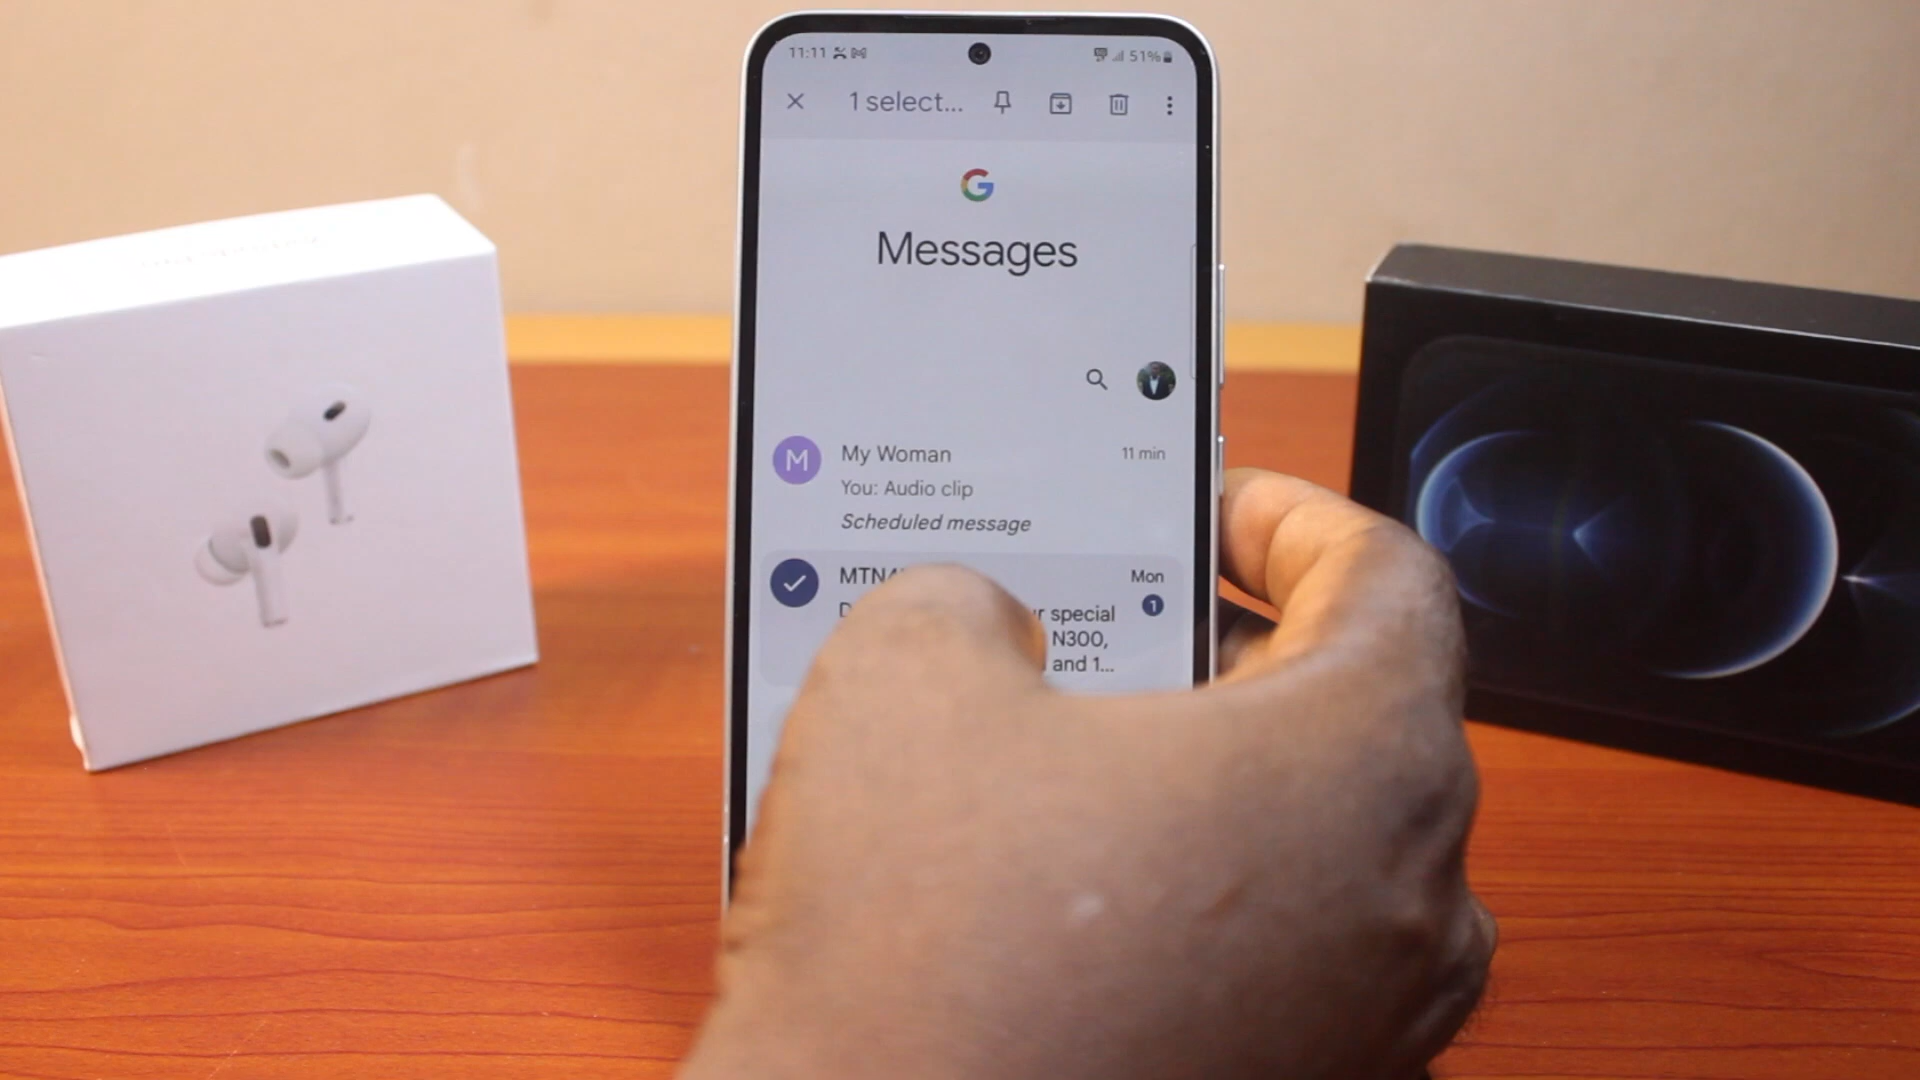 11:11 51%
1 select...
G
Messages
M My Woman 11 min
You: Audio clip
Scheduled message
Mon
special 1
N300,
and 1...